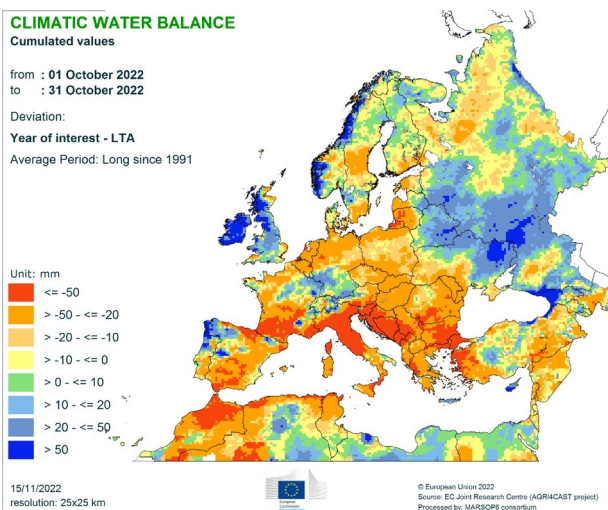 CLIMATIC WATER BALANCE
Cumulated values
from : 01 October 2022
to : 31 October 2022
Deviation:
Year of interest - LTA
Average Period: Long since 1991
Unit: mm
<= -50
> -50 - <= -20
> -20 - <= -10
> -10 - <= 0
> 0 - <= 10
> 10 - <= 20
> 20 - <= 50
> 50
15/11/2022
resolution: 25x25 km
European
Commission
© European Union 2022
Source: EC Joint Research Centre (AGRI4CAST project)
Processed by: MARSOP6 consortium